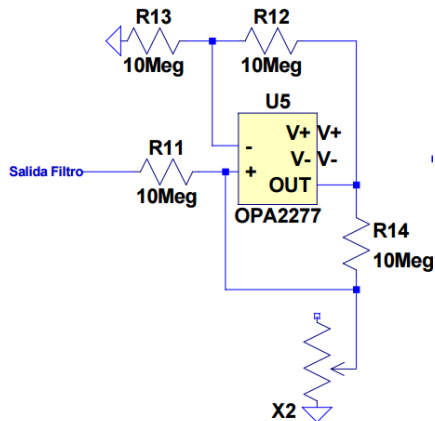 R13
R12
10Meg
10Meg
U5
-
V+ V+
Salida Filtro
R11
+
V- V-
10Meg
OUT
OPA2277
R14
10Meg
X2